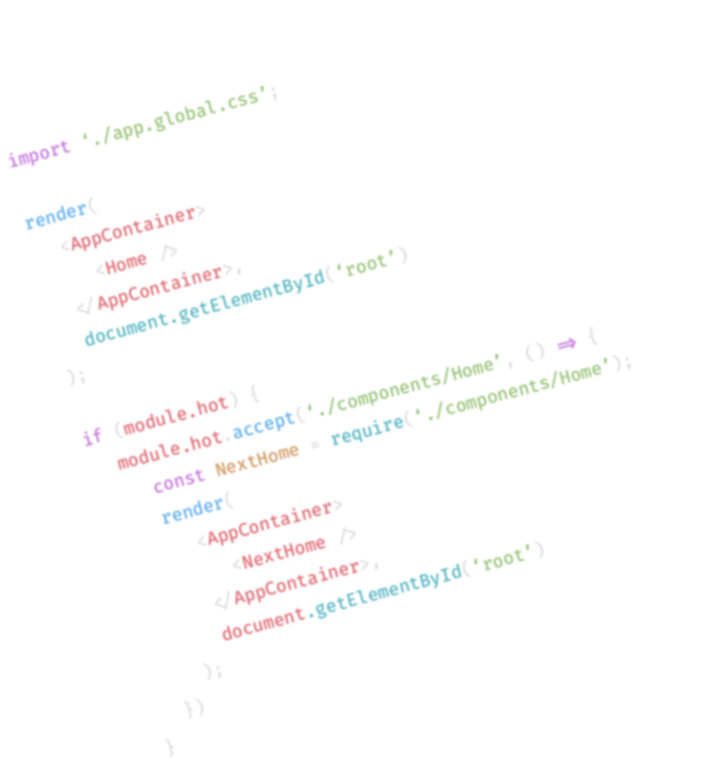 import ‘./app.global.css’;
render(
<AppContainer>
<Home />
</AppContainer>,
document.getElementById(‘root’)
);
if (module.hot) {
module.hot.accept(‘./components/Home’, () => {
const NextHome = require(‘./components/Home’);
render(
<AppContainer>
<NextHome />
</AppContainer>,
document.getElementById(‘root’)
);
})
}